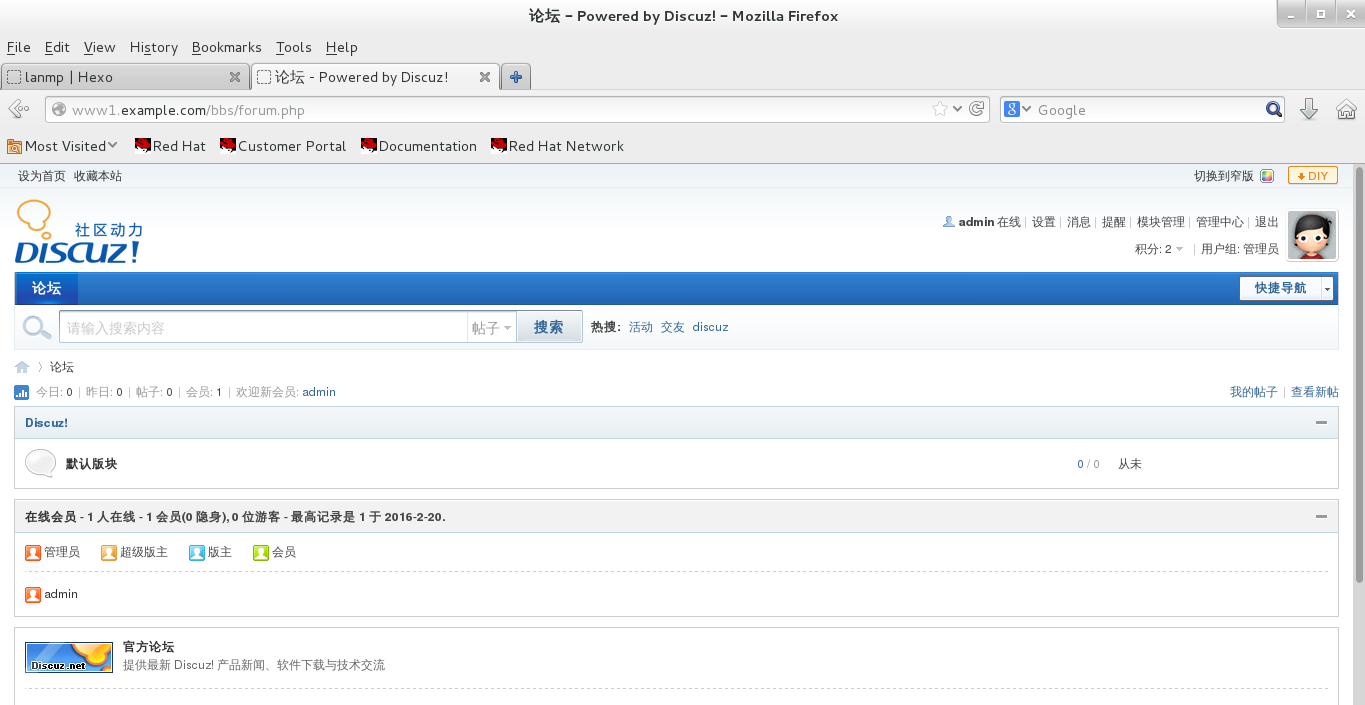 论坛 - Powered by Discuz! - Mozilla Firefox
File Edit View History Bookmarks Tools Help
lanmp | Hexo 论坛 - Powered by Discuz!
www1.example.com/bbs/forum.php Google
Most Visited Red Hat Customer Portal Documentation Red Hat Network
设为首页 收藏本站 切换到窄版 DIY
社区动力
DISCUZ!
admin 在线 | 设置 | 消息 | 提醒 | 模块管理 | 管理中心 | 退出
积分: 2 | 用户组: 管理员
论坛 快捷导航
请输入搜索内容 帖子 搜索 热搜: 活动 交友 discuz
论坛
今日: 0 | 昨日: 0 | 帖子: 0 | 会员: 1 | 欢迎新会员: admin 我的帖子 | 查看新帖
Discuz!
默认版块 0 / 0 从未
在线会员 - 1 人在线 - 1 会员(0 隐身), 0 位游客 - 最高记录是 1 于 2016-2-20.
管理员 超级版主 版主 会员
admin
Discuz.net 官方论坛
提供最新 Discuz! 产品新闻、软件下载与技术交流